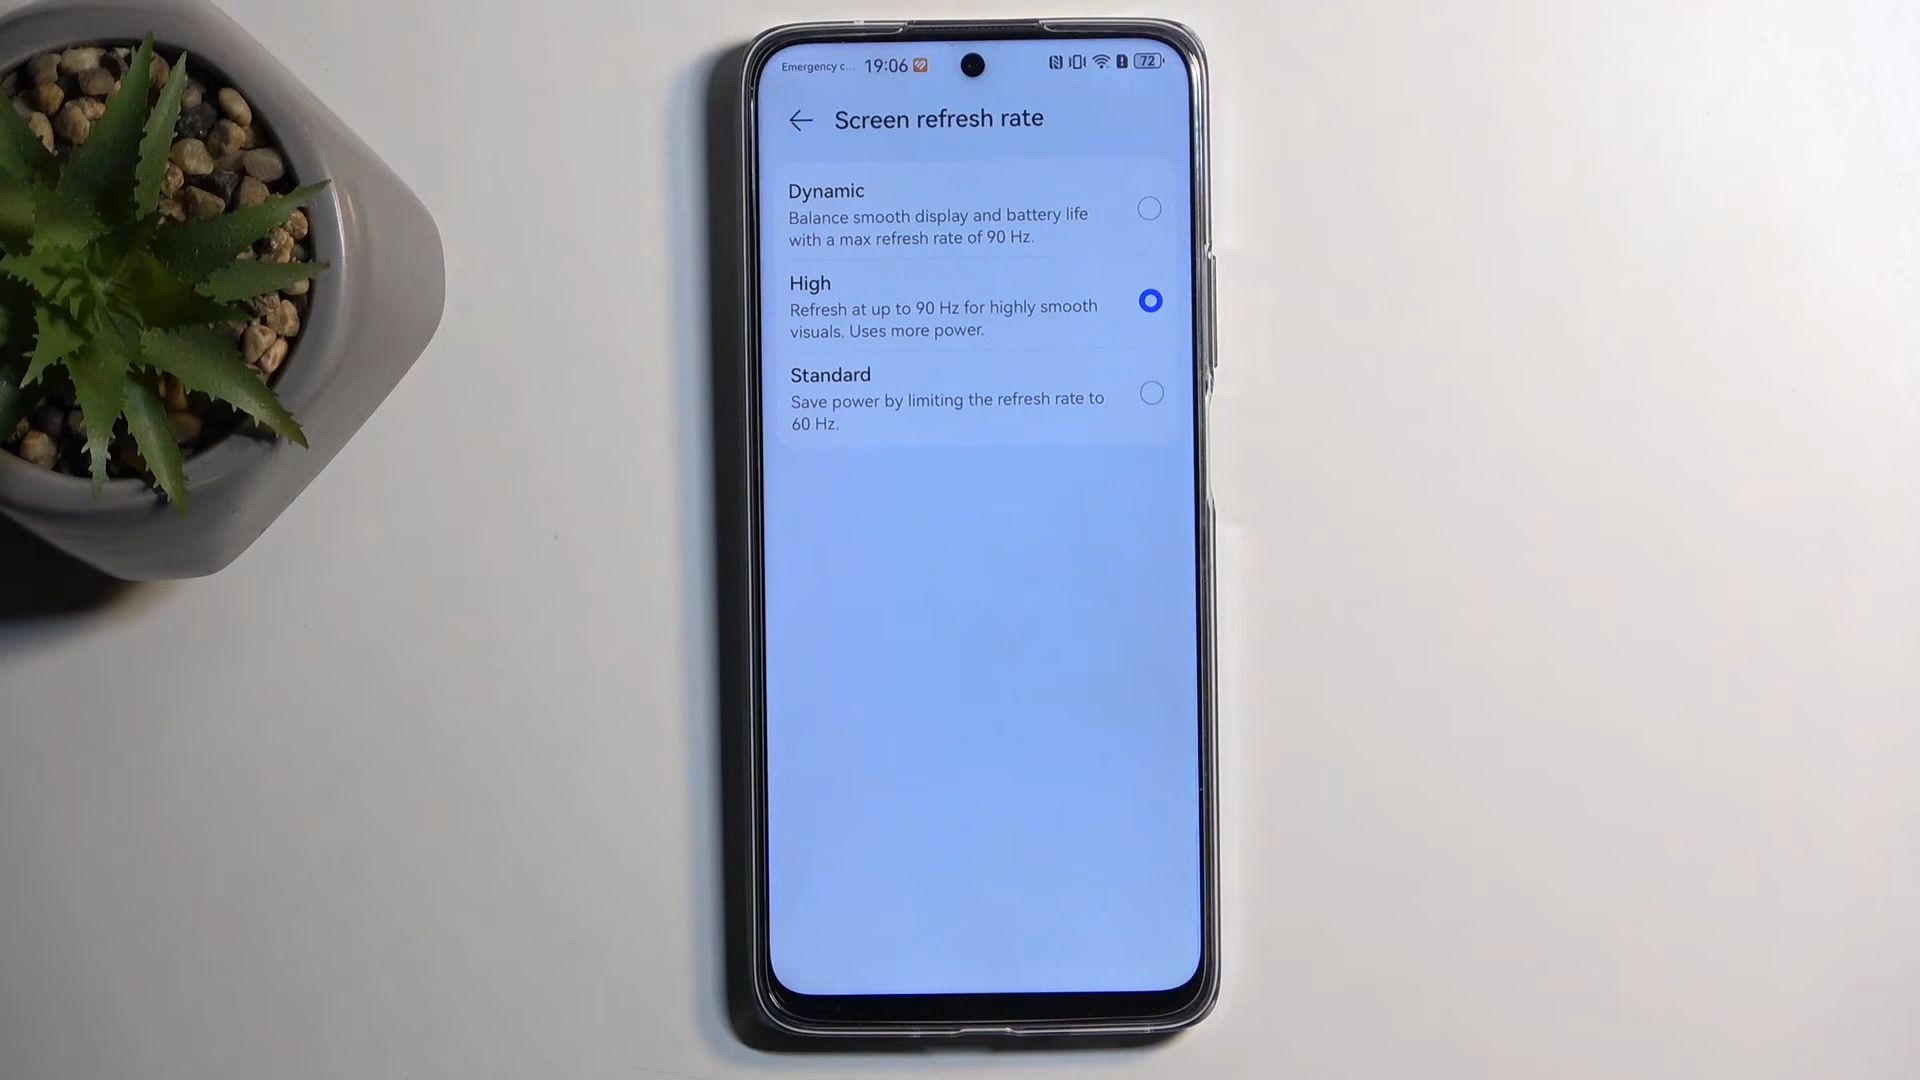 Emergency c... 19:06 72
Screen refresh rate
Dynamic
Balance smooth display and battery life
with a max refresh rate of 90 Hz.
High
Refresh at up to 90 Hz for highly smooth
visuals. Uses more power.
Standard
Save power by limiting the refresh rate to
60 Hz.